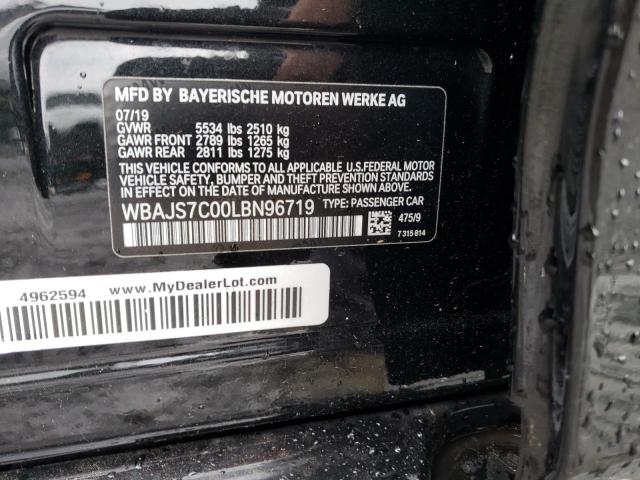 MFD BY BAYERISCHE MOTOREN WERKE AG
07/19
GVWR 5534 lbs 2510 kg
GAWR FRONT 2789 lbs 1265 kg
GAWR REAR 2811 lbs 1275 kg
THIS VEHICLE CONFORMS TO ALL APPLICABLE U.S.FEDERAL MOTOR
VEHICLE SAFETY, BUMPER, AND THEFT PREVENTION STANDARDS
IN EFFECT ON THE DATE OF MANUFACTURE SHOWN ABOVE.
WBAJS7C00LBN96719 TYPE: PASSENGER CAR
475/9
7315814
4962594 www.MyDealerLot.com